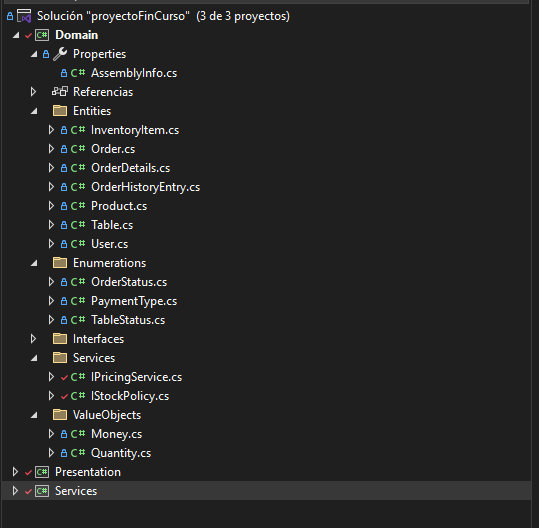 Solución "proyectoFinCurso" (3 de 3 proyectos)
C# Domain
Properties
C# AssemblyInfo.cs
Referencias
Entities
C# InventoryItem.cs
C# Order.cs
C# OrderDetails.cs
C# OrderHistoryEntry.cs
C# Product.cs
C# Table.cs
C# User.cs
Enumerations
C# OrderStatus.cs
C# PaymentType.cs
C# TableStatus.cs
Interfaces
Services
C# IPricingService.cs
C# IStockPolicy.cs
ValueObjects
C# Money.cs
C# Quantity.cs
C# Presentation
C# Services